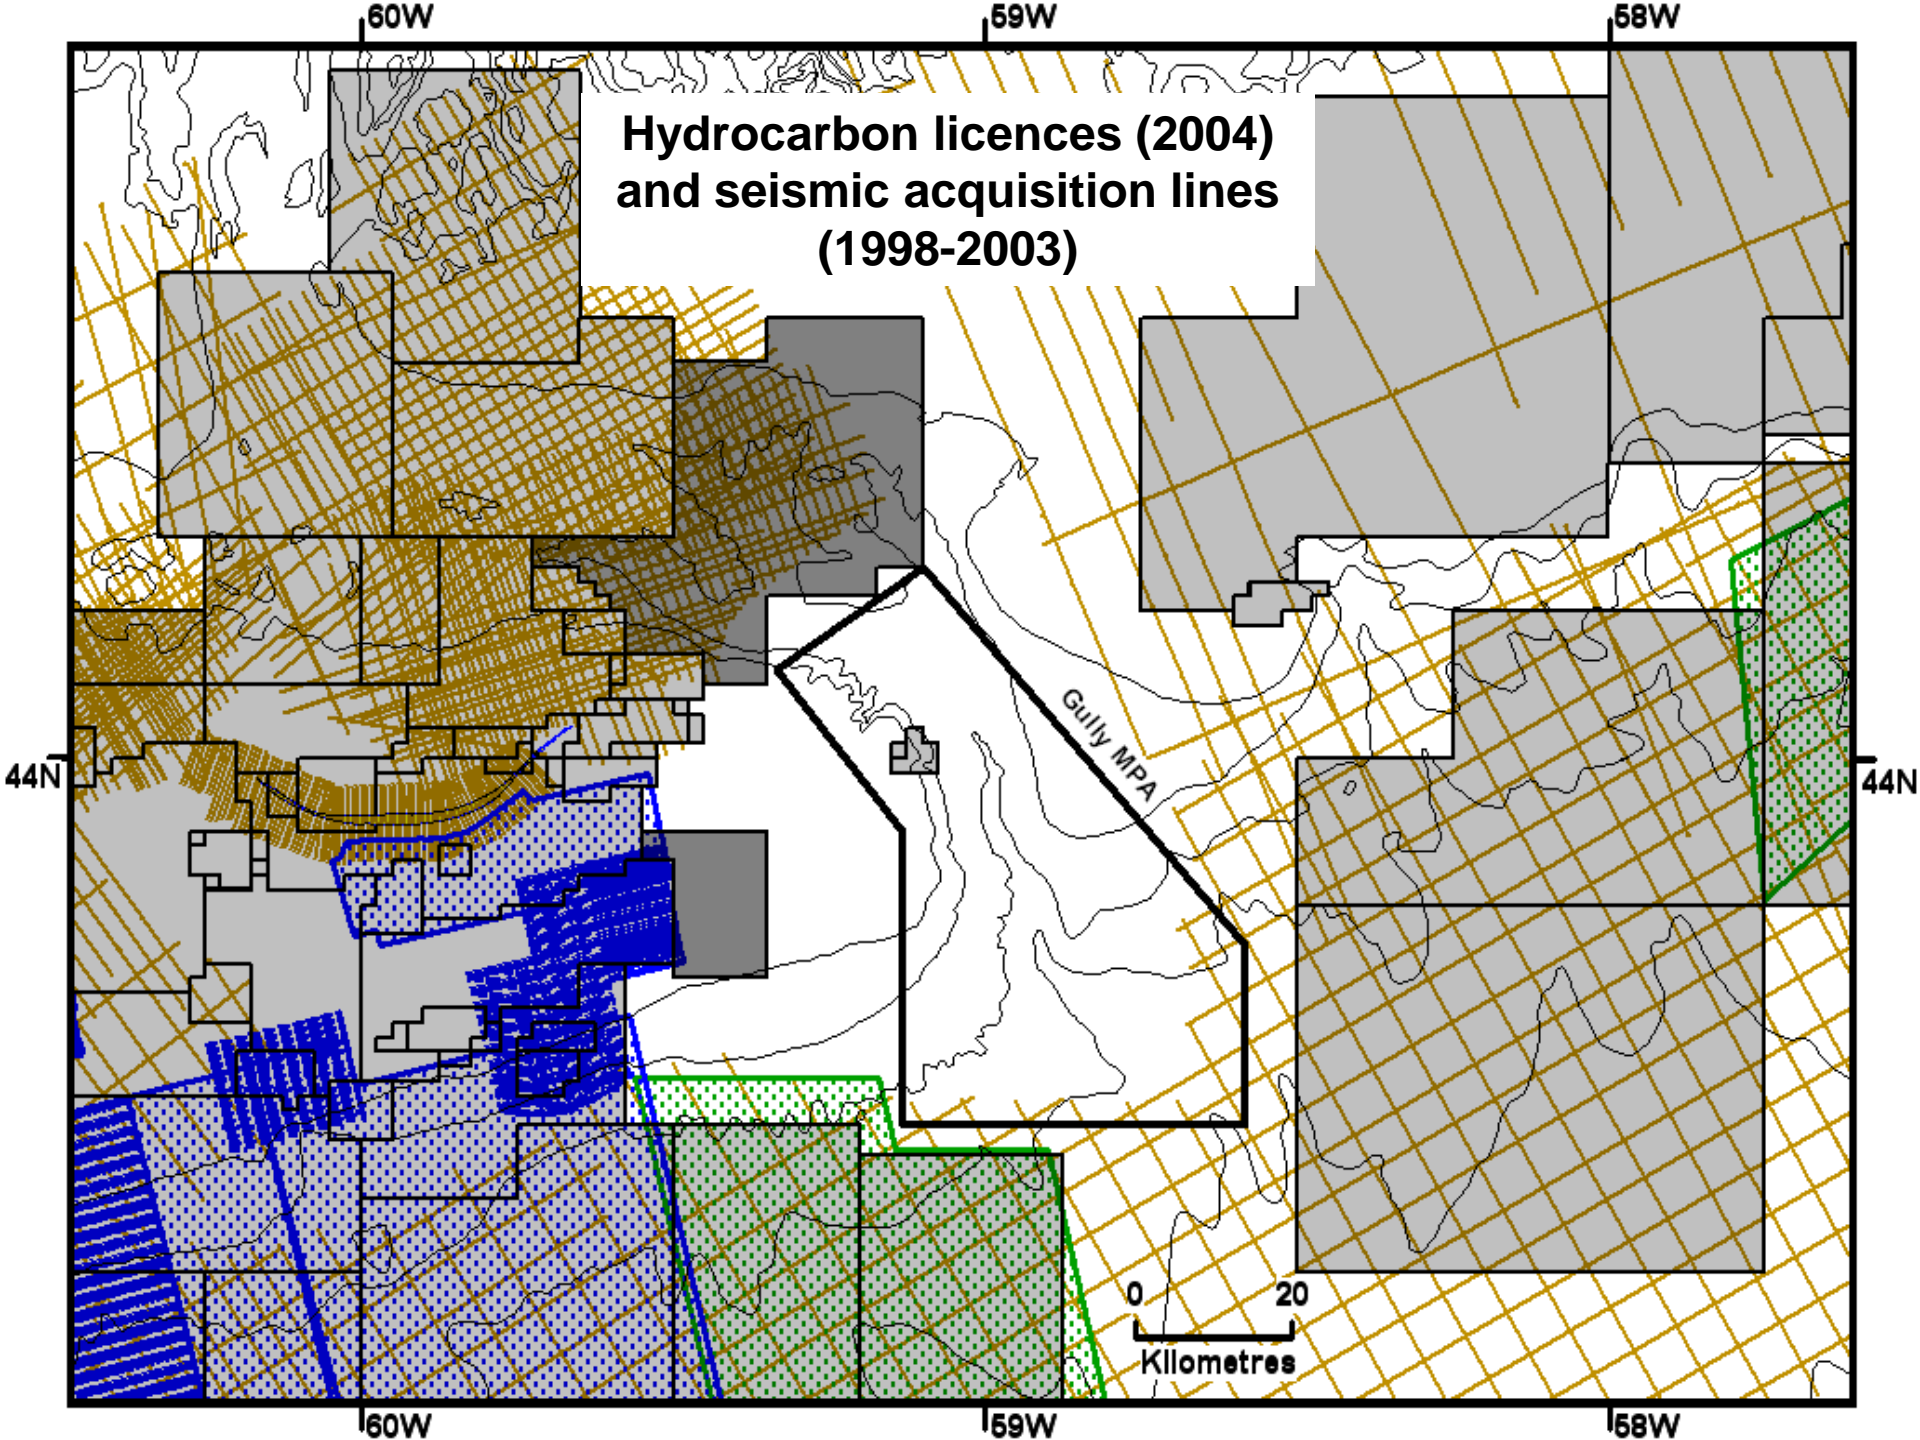 60W 59W 58W
Hydrocarbon licences (2004)
and seismic acquisition lines
(1998-2003)
Gully MPA
44N 44N
0 20
Kilometres
60W 59W 58W